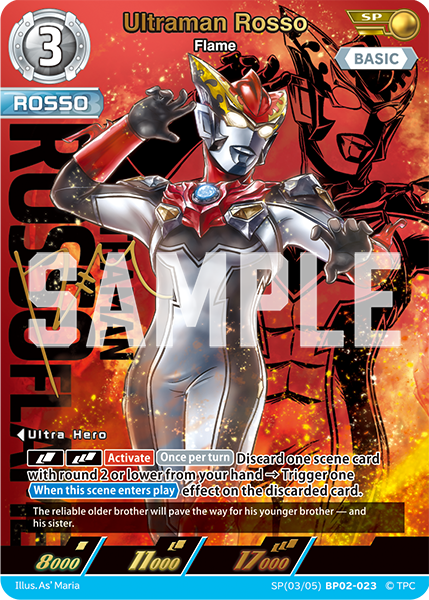 Ultraman Rosso
Flame
SP
3
BASIC
ROSSO
ROSSOFLAME
SAMPLE
Ultra Hero
Activate Once per turn Discard one scene card
with round 2 or lower from your hand → Trigger one
When this scene enters play effect on the discarded card.
The reliable older brother will pave the way for his younger brother — and
his sister.
8000 11000 17000
Illus.As' Maria SP(03/05) BP02-023 © TPC